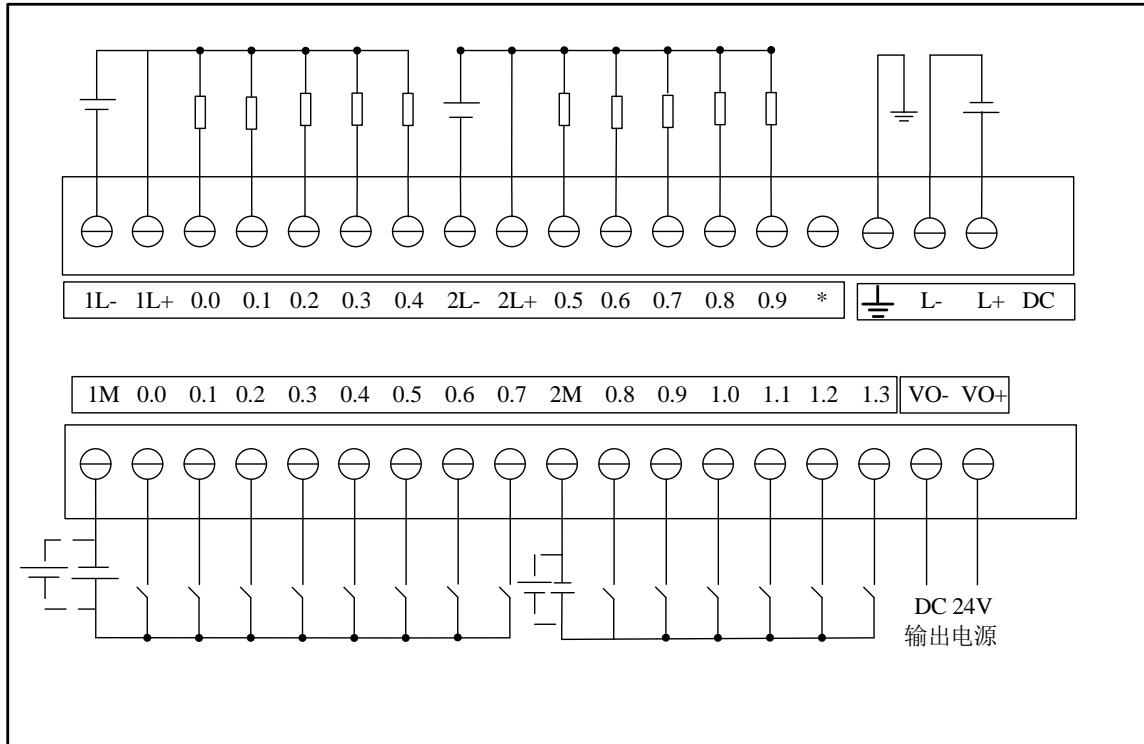 1L- 1L+ 0.0 0.1 0.2 0.3 0.4 2L- 2L+ 0.5 0.6 0.7 0.8 0.9 * L- L+ DC
1M 0.0 0.1 0.2 0.3 0.4 0.5 0.6 0.7 2M 0.8 0.9 1.0 1.1 1.2 1.3 VO- VO+
DC 24V
输出电源